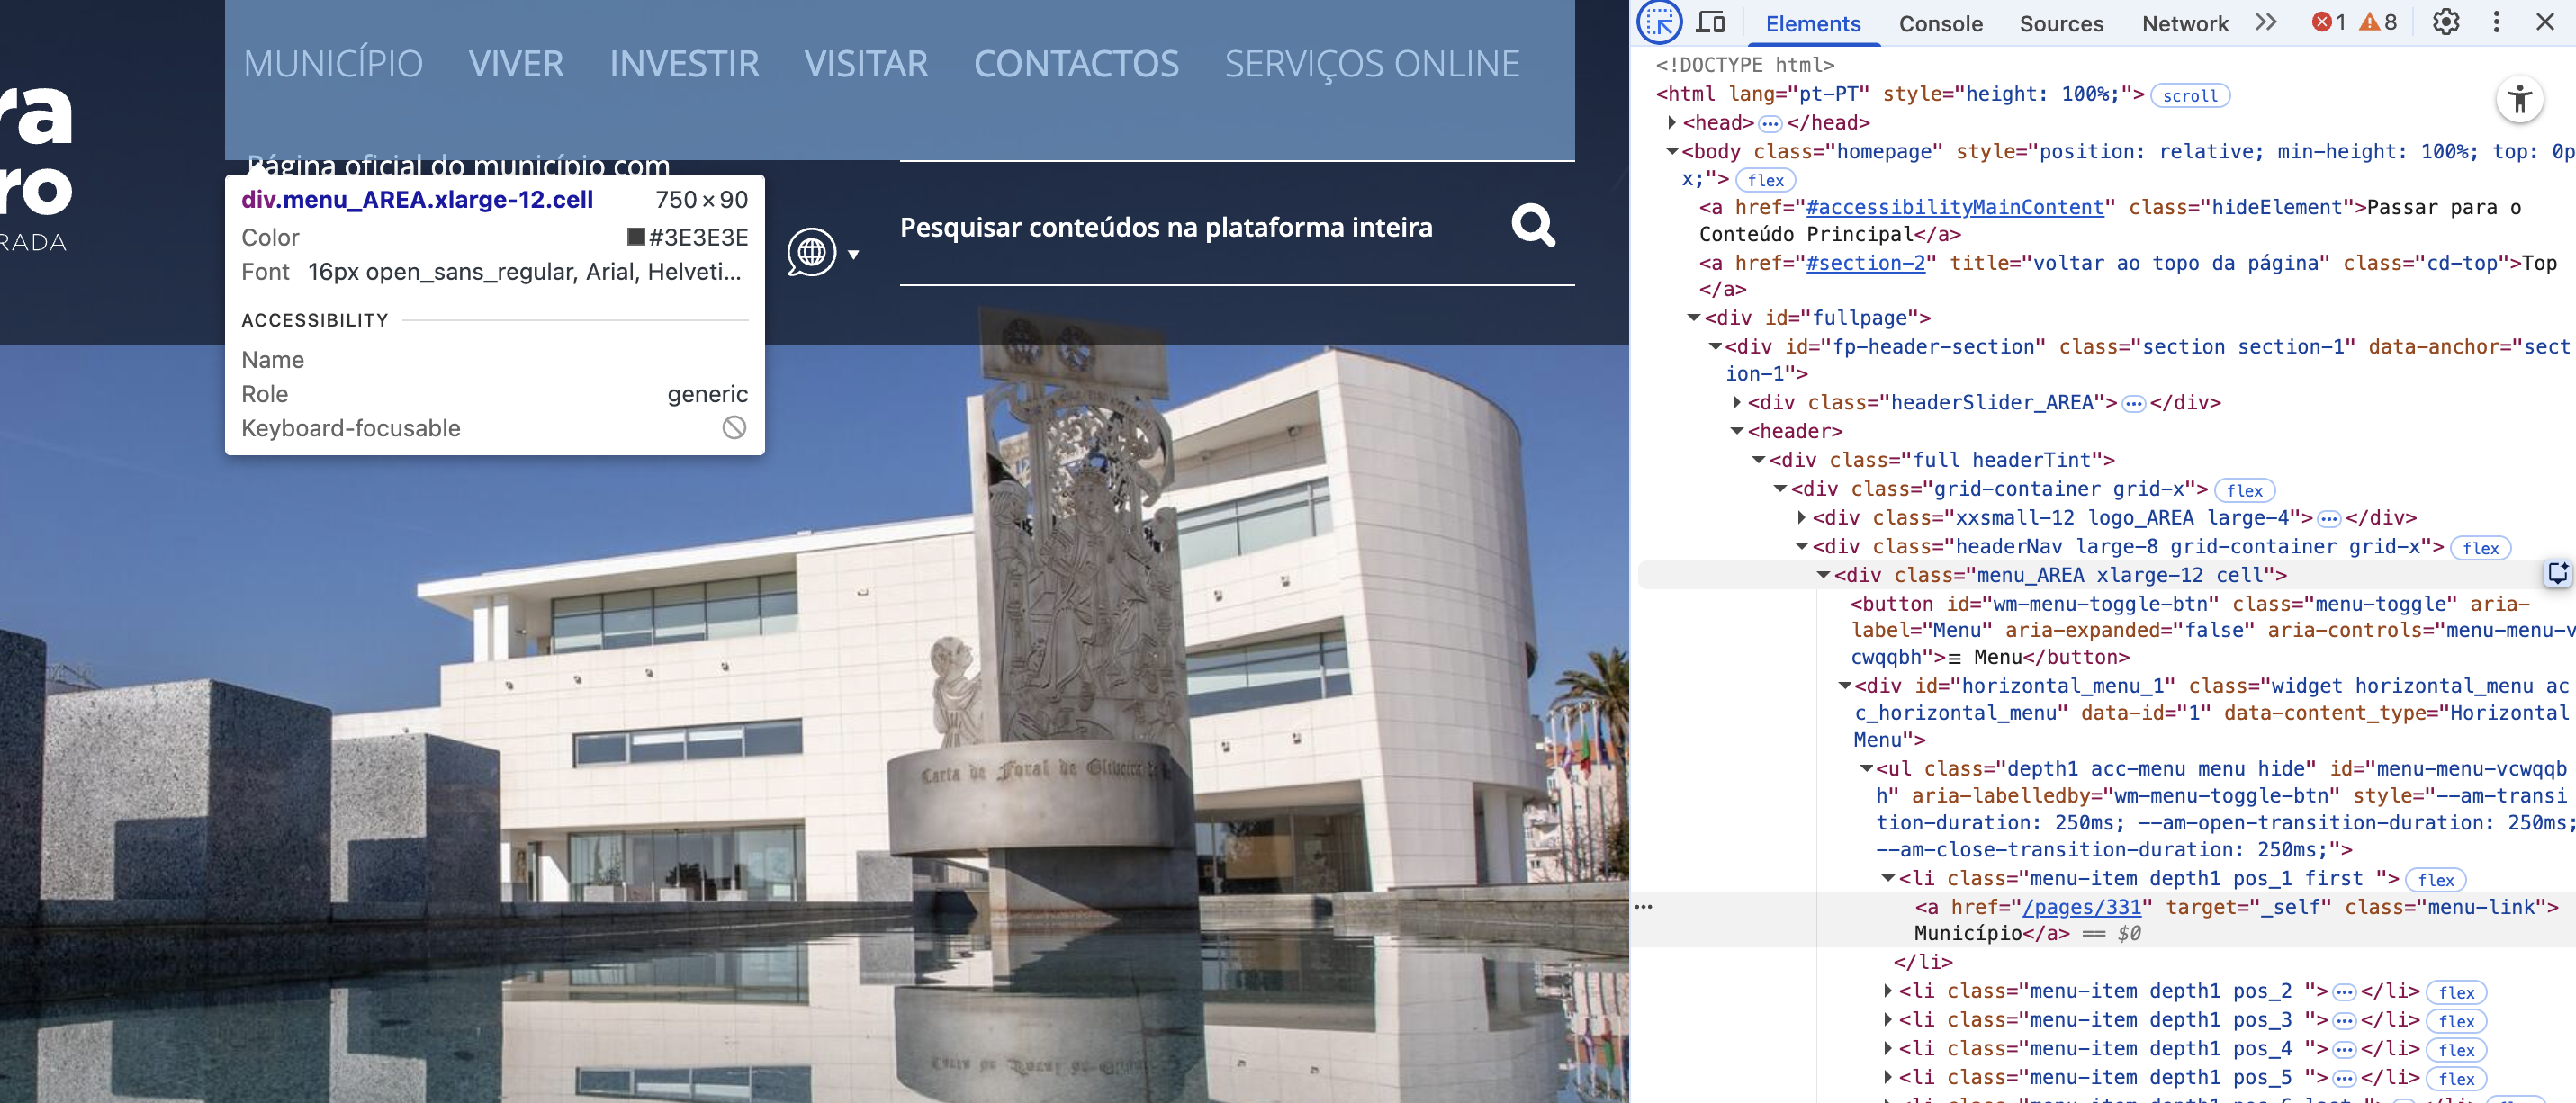 MUNICÍPIO VIVER INVESTIR VISITAR CONTACTOS SERVIÇOS ONLINE
ra
ro
RADA
Página oficial do município com
Pesquisar conteúdos na plataforma inteira
div.menu_AREA.xlarge-12.cell 750 × 90
Color #3E3E3E
Font 16px open_sans_regular, Arial, Helveti...
ACCESSIBILITY
Name
Role generic
Keyboard-focusable
Carta de Foral de Oliveira
Elements Console Sources Network 1 8
<!DOCTYPE html>
<html lang="pt-PT" style="height: 100%;"> scroll
<head> ... </head>
<body class="homepage" style="position: relative; min-height: 100%; top: 0p
x;"> flex
<a href="#accessibilityMainContent" class="hideElement">Passar para o
Conteúdo Principal</a>
<a href="#section-2" title="voltar ao topo da página" class="cd-top">Top
</a>
<div id="fullpage">
<div id="fp-header-section" class="section section-1" data-anchor="sect
ion-1">
<div class="headerSlider_AREA"> ... </div>
<header>
<div class="full headerTint">
<div class="grid-container grid-x"> flex
<div class="xxsmall-12 logo_AREA large-4"> ... </div>
<div class="headerNav large-8 grid-container grid-x"> flex
<div class="menu_AREA xlarge-12 cell">
<button id="wm-menu-toggle-btn" class="menu-toggle" aria-
label="Menu" aria-expanded="false" aria-controls="menu-menu-v
cwqqbh">≡ Menu</button>
<div id="horizontal_menu_1" class="widget horizontal_menu ac
c_horizontal_menu" data-id="1" data-content_type="Horizontal
Menu">
<ul class="depth1 acc-menu menu hide" id="menu-menu-vcwqqb
h" aria-labelledby="wm-menu-toggle-btn" style="--am-transi
tion-duration: 250ms; --am-open-transition-duration: 250ms;
--am-close-transition-duration: 250ms;">
<li class="menu-item depth1 pos_1 first "> flex
... <a href="/pages/331" target="_self" class="menu-link">
Município</a> == $0
</li>
<li class="menu-item depth1 pos_2 "> ... </li> flex
<li class="menu-item depth1 pos_3 "> ... </li> flex
<li class="menu-item depth1 pos_4 "> ... </li> flex
<li class="menu-item depth1 pos_5 "> ... </li> flex